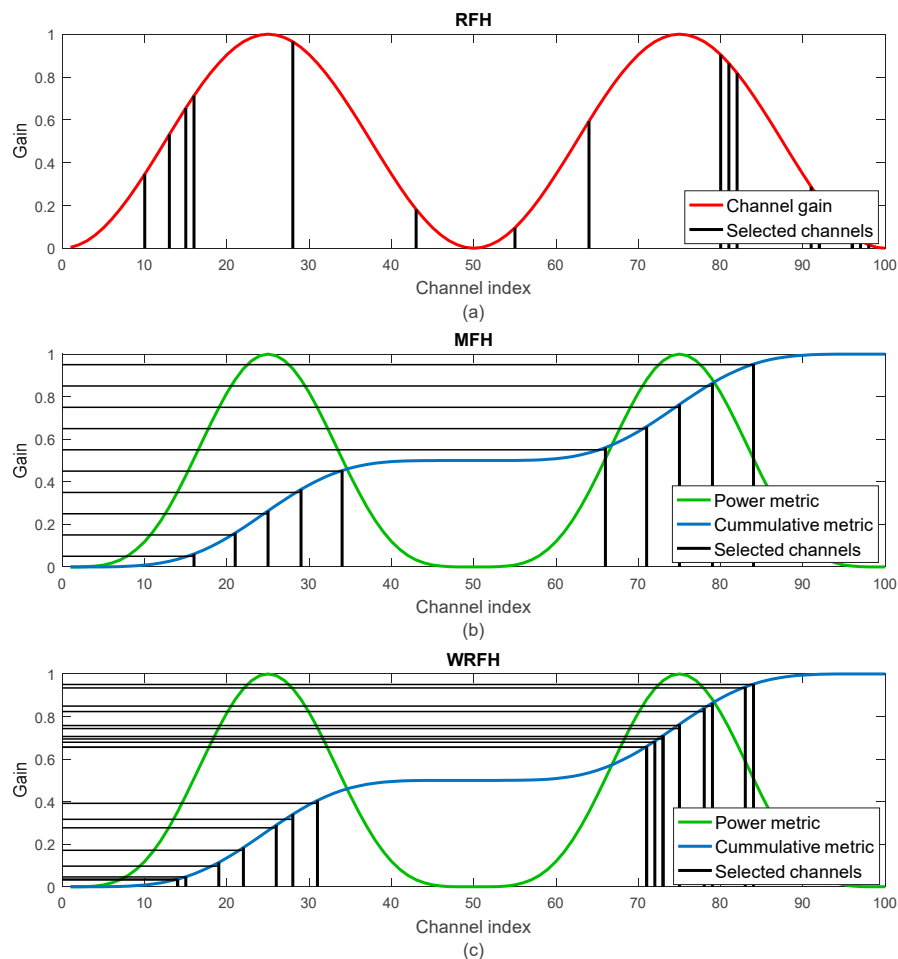 RFH
1
0.8
0.6
0.4
0.2
0
Gain
Channel gain
Selected channels
0 10 20 30 40 50 60 70 80 90 100
Channel index
(a)
MFH
1
0.8
0.6
0.4
0.2
0
Gain
Power metric
Cummulative metric
Selected channels
0 10 20 30 40 50 60 70 80 90 100
Channel index
(b)
WRFH
1
0.8
0.6
0.4
0.2
0
Gain
Power metric
Cummulative metric
Selected channels
0 10 20 30 40 50 60 70 80 90 100
Channel index
(c)